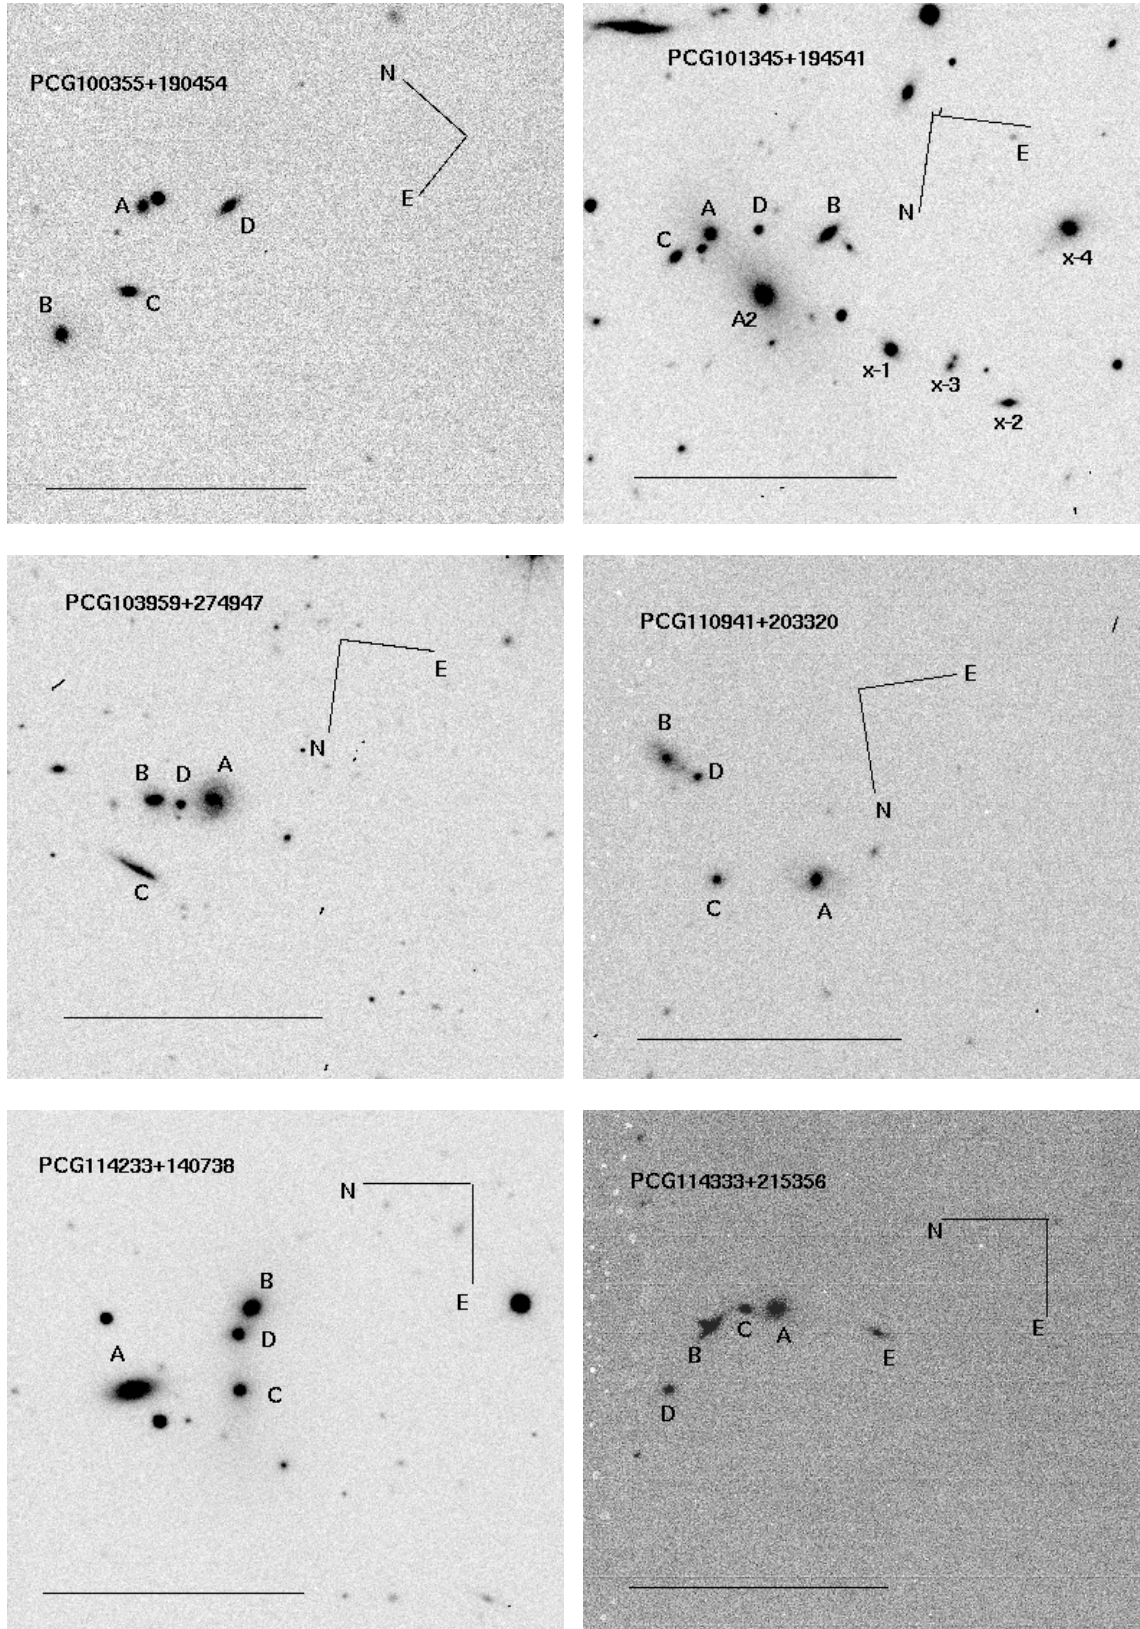 PCG100355+190454
N
A
E
D
B
C
PCG101345+194541
E
A
D
B
N
C
x-4
A2
x-1
x-3
x-2
PCG103959+274947
E
N
B
D
A
C
PCG110941+203320
E
B
D
N
C
A
PCG114233+140738
N
B
E
D
A
C
PCG114333+215356
N
C
A
E
B
E
D